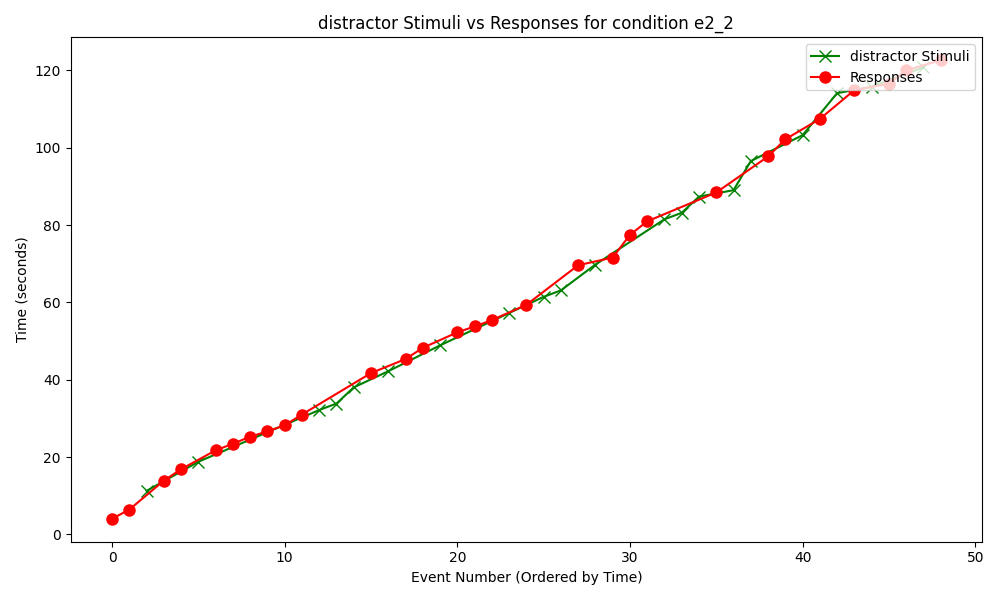 distractor Stimuli vs Responses for condition e2_2
distractor Stimuli
Responses
120
100
80
60
40
20
0
Time (seconds)
0 10 20 30 40 50
Event Number (Ordered by Time)